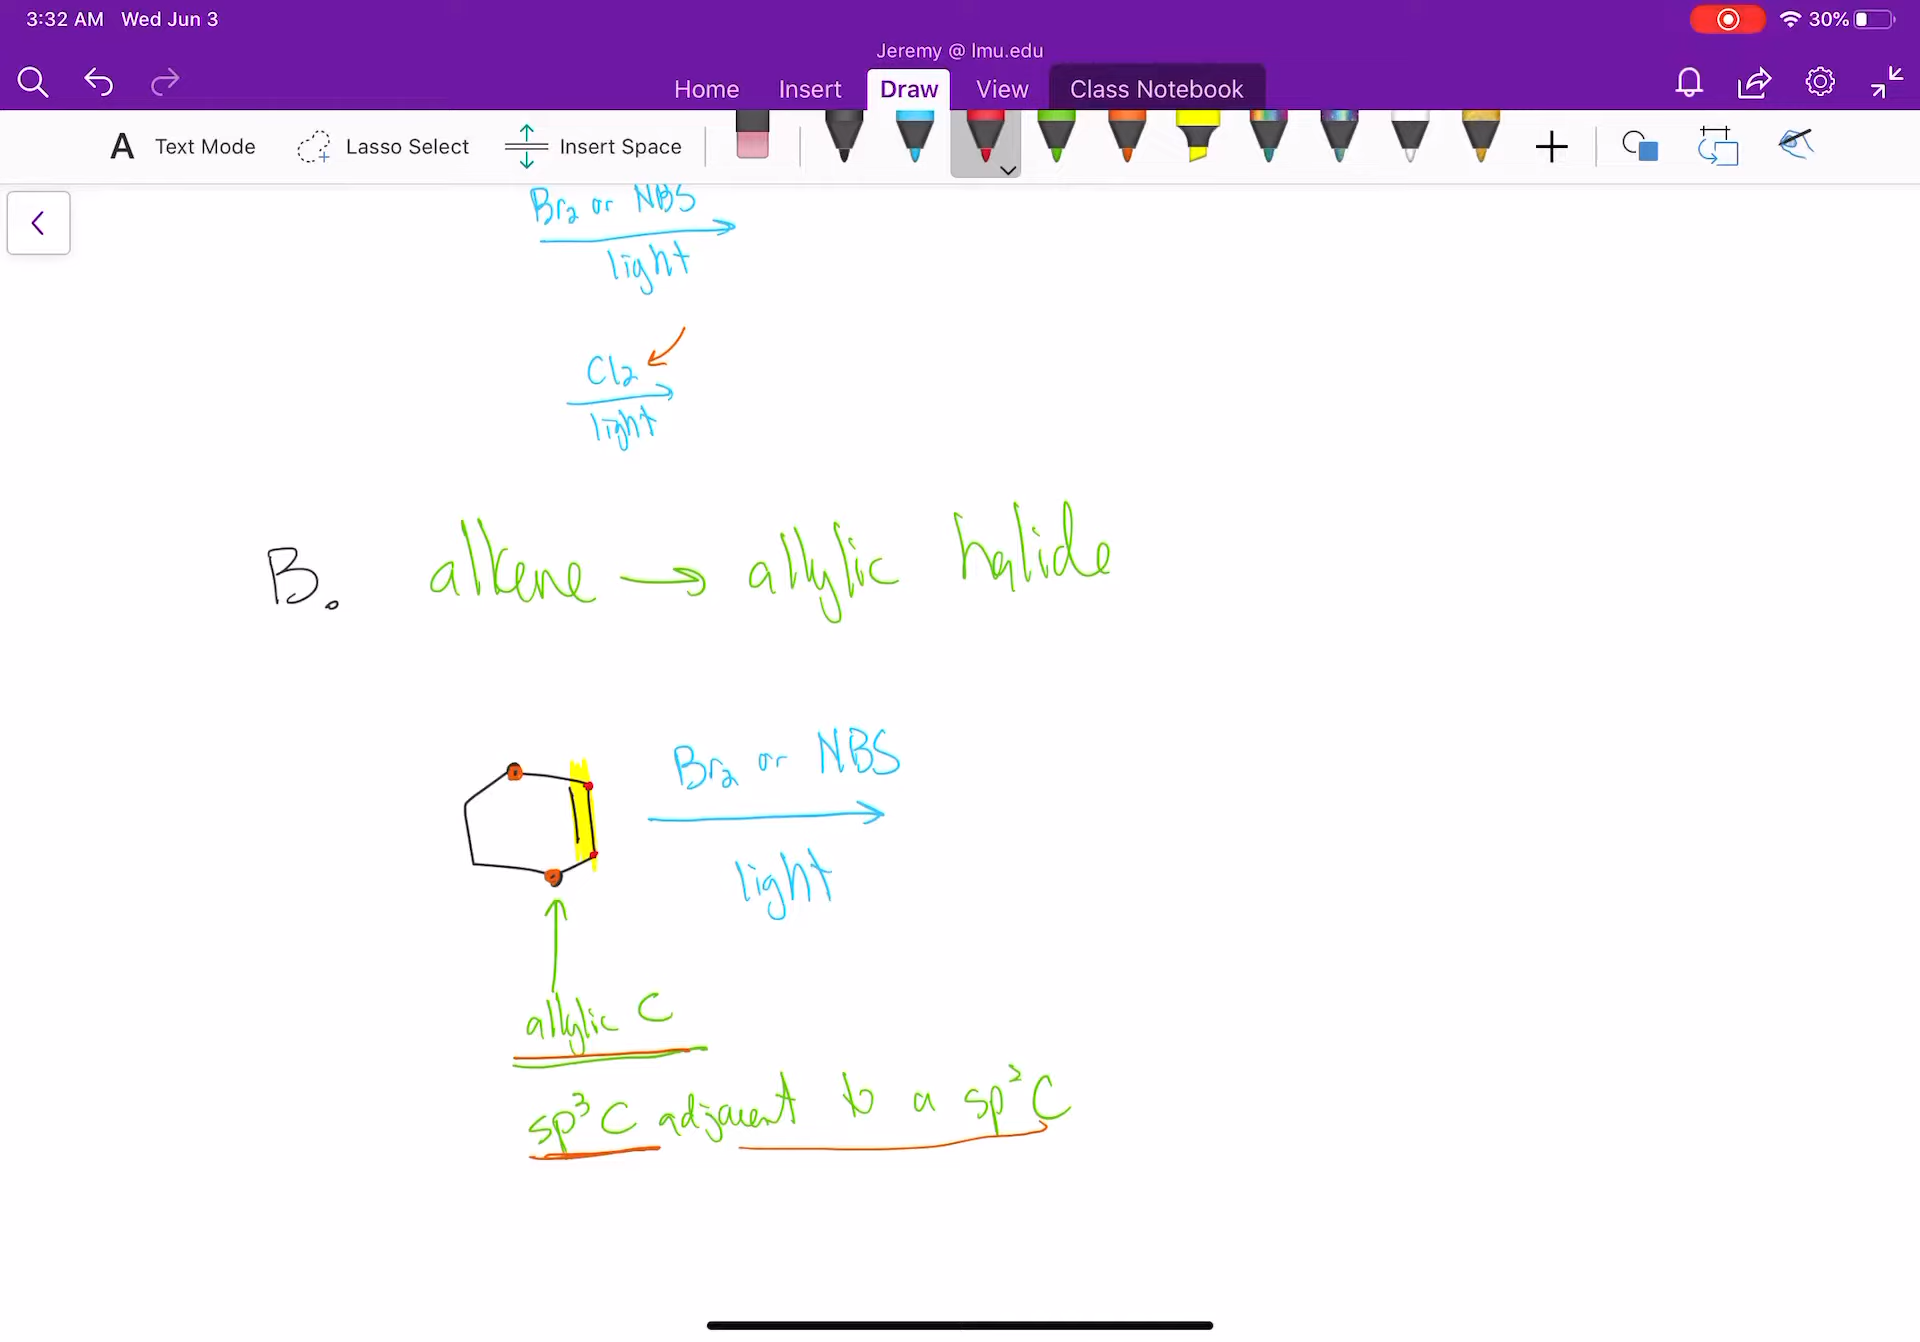 3:32 AM Wed Jun 3
30%
Jeremy @ lmu.edu
Home Insert Draw View Class Notebook
A Text Mode Lasso Select Insert Space
Br₂ or NBS
light
Cl₂
light
B. alkene → allylic halide
Br₂ or NBS
light
allylic C
sp³ C adjacent to a sp² C